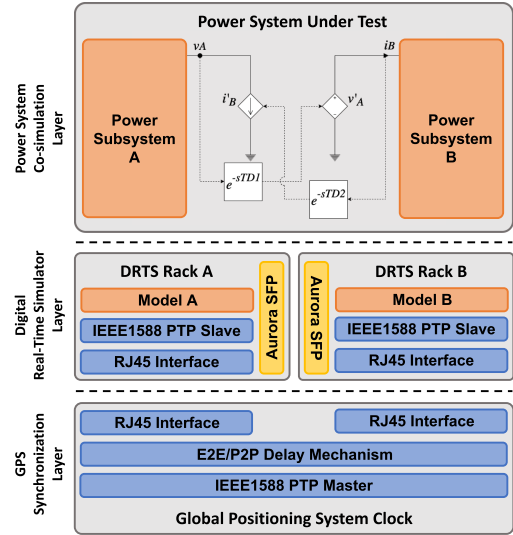 Power System
Co-simulation
Layer
Power System Under Test
vA
iB
Power
Subsystem
A
i'B
v'A
Power
Subsystem
B
e-sTD1
e-sTD2
Digital
Real-Time Simulator
Layer
DRTS Rack A
Model A
IEEE1588 PTP Slave
RJ45 Interface
Aurora SFP
Aurora SFP
DRTS Rack B
Model B
IEEE1588 PTP Slave
RJ45 Interface
GPS
Synchronization
Layer
RJ45 Interface
RJ45 Interface
E2E/P2P Delay Mechanism
IEEE1588 PTP Master
Global Positioning System Clock